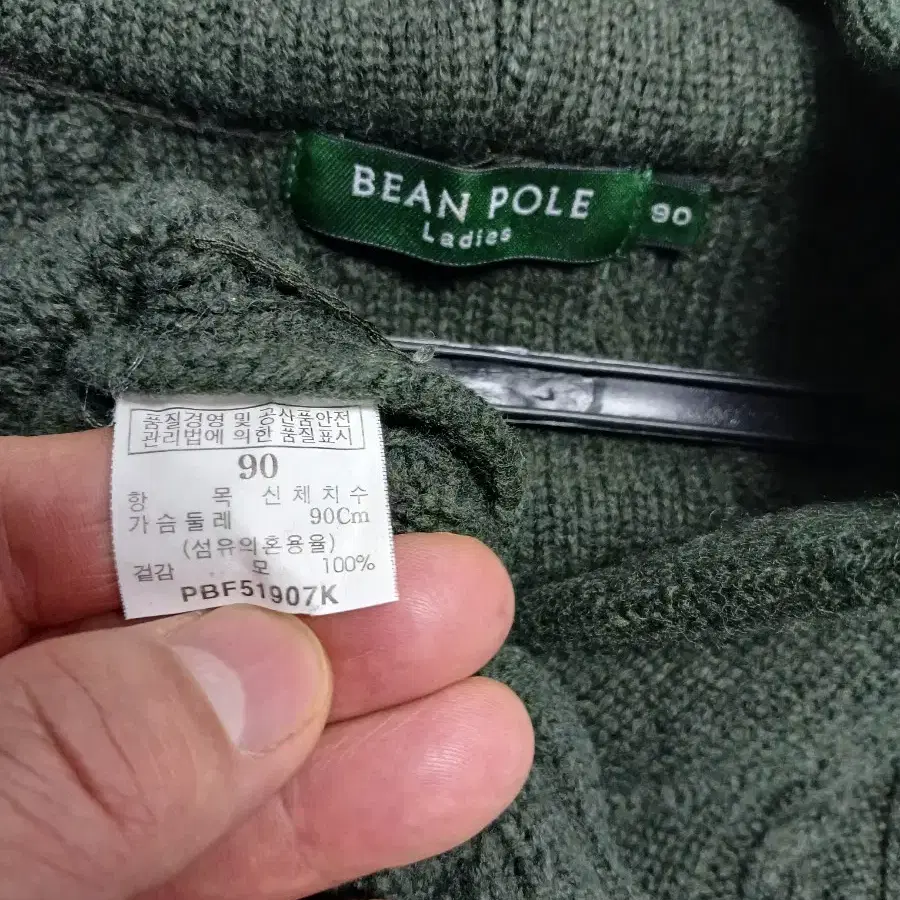 BEAN POLE
Ladies
90
품질경영 및 공산품안전
관리법에 의한 품질표시
90
항 목 신체치수
가슴둘레 90Cm
(섬유의혼용율)
겉감 모 100%
PBF51907K